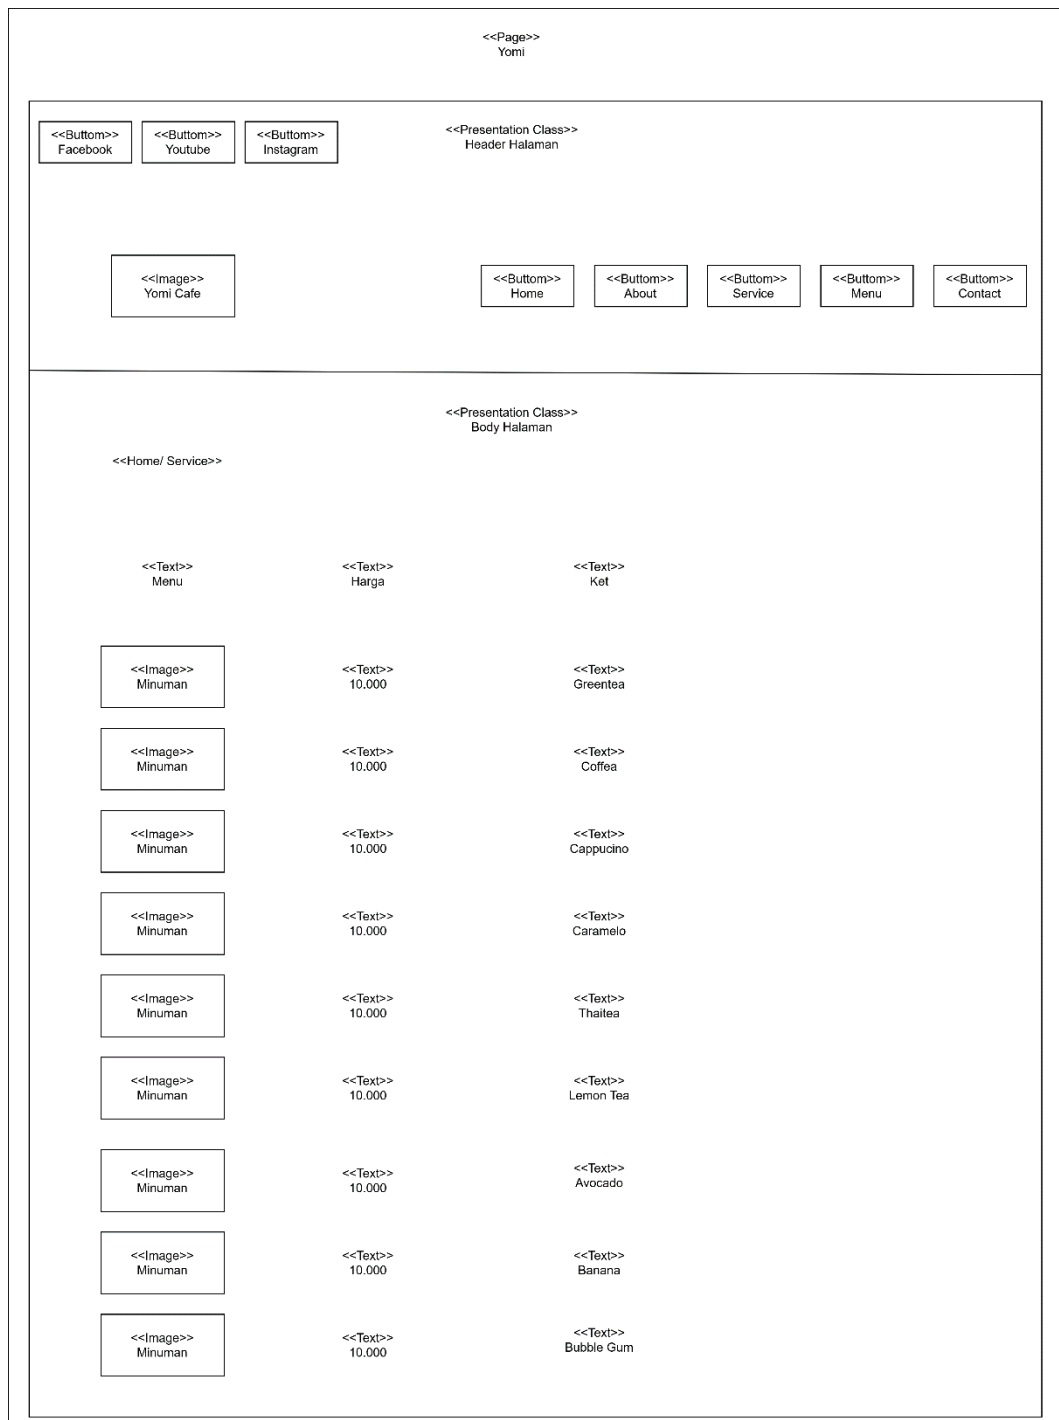 <<Page>>
Yomi
<<Buttom>>
Facebook
<<Buttom>>
Youtube
<<Buttom>>
Instagram
<<Presentation Class>>
Header Halaman
<<Image>>
Yomi Cafe
<<Buttom>>
Home
<<Buttom>>
About
<<Buttom>>
Service
<<Buttom>>
Menu
<<Buttom>>
Contact
<<Presentation Class>>
Body Halaman
<<Home/ Service>>
<<Text>>
Menu
<<Text>>
Harga
<<Text>>
Ket
<<Image>>
Minuman
<<Text>>
10.000
<<Text>>
Greentea
<<Image>>
Minuman
<<Text>>
10.000
<<Text>>
Coffea
<<Image>>
Minuman
<<Text>>
10.000
<<Text>>
Cappucino
<<Image>>
Minuman
<<Text>>
10.000
<<Text>>
Caramelo
<<Image>>
Minuman
<<Text>>
10.000
<<Text>>
Thaitea
<<Image>>
Minuman
<<Text>>
10.000
<<Text>>
Lemon Tea
<<Image>>
Minuman
<<Text>>
10.000
<<Text>>
Avocado
<<Image>>
Minuman
<<Text>>
10.000
<<Text>>
Banana
<<Image>>
Minuman
<<Text>>
10.000
<<Text>>
Bubble Gum